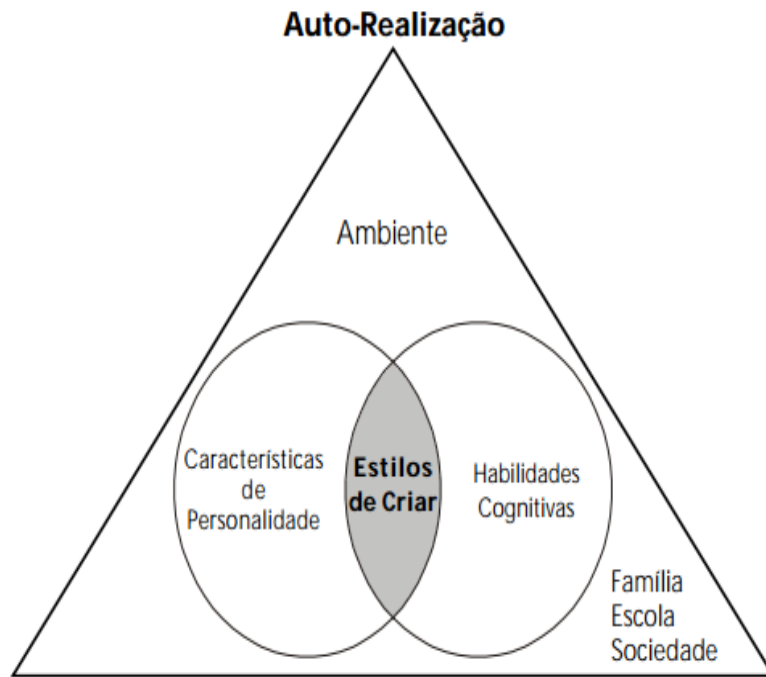 Auto-Realização
Ambiente
Características
de
Personalidade
Estilos
de Criar
Habilidades
Cognitivas
Família
Escola
Sociedade